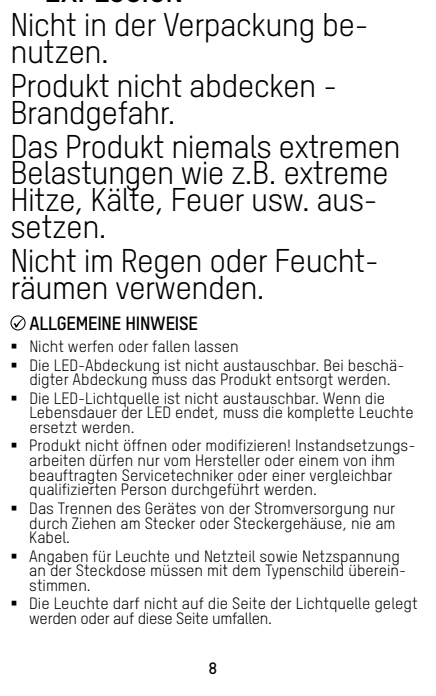 EXPLOSION
Nicht in der Verpackung be-
nutzen.
Produkt nicht abdecken -
Brandgefahr.
Das Produkt niemals extremen
Belastungen wie z.B. extreme
Hitze, Kälte, Feuer usw. aus-
setzen.
Nicht im Regen oder Feucht-
räumen verwenden.
ALLGEMEINE HINWEISE
▪ Nicht werfen oder fallen lassen
▪ Die LED-Abdeckung ist nicht austauschbar. Bei beschä-
digter Abdeckung muss das Produkt entsorgt werden.
▪ Die LED-Lichtquelle ist nicht austauschbar. Wenn die
Lebensdauer der LED endet, muss die komplette Leuchte
ersetzt werden.
▪ Produkt nicht öffnen oder modifizieren! Instandsetzungs-
arbeiten dürfen nur vom Hersteller oder einem von ihm
beauftragten Servicetechniker oder einer vergleichbar
qualifizierten Person durchgeführt werden.
▪ Das Trennen des Gerätes von der Stromversorgung nur
durch Ziehen am Stecker oder Steckergehäuse, nie am
Kabel.
▪ Angaben für Leuchte und Netzteil sowie Netzspannung
an der Steckdose müssen mit dem Typenschild überein-
stimmen.
▪ Die Leuchte darf nicht auf die Seite der Lichtquelle gelegt
werden oder auf diese Seite umfallen.
8